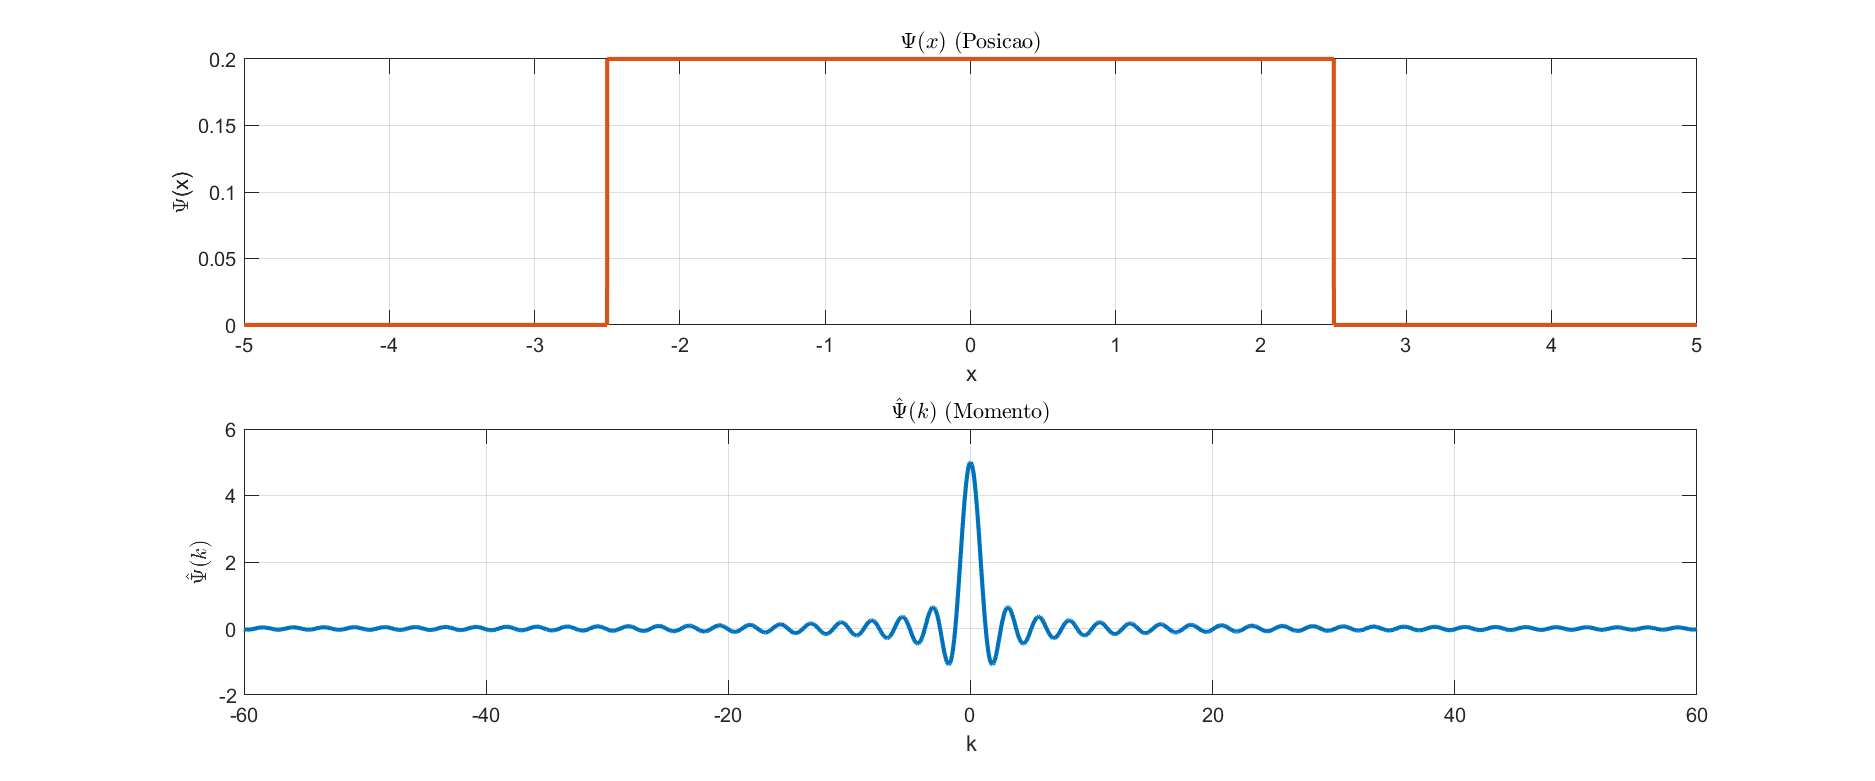 Ψ(x) (Posicao)
0.2
0.15
0.1
0.05
0
Ψ(x)
-5 -4 -3 -2 -1 0 1 2 3 4 5
x
Ψ̂(k) (Momento)
6
4
2
0
-2
Ψ̂(k)
-60 -40 -20 0 20 40 60
k